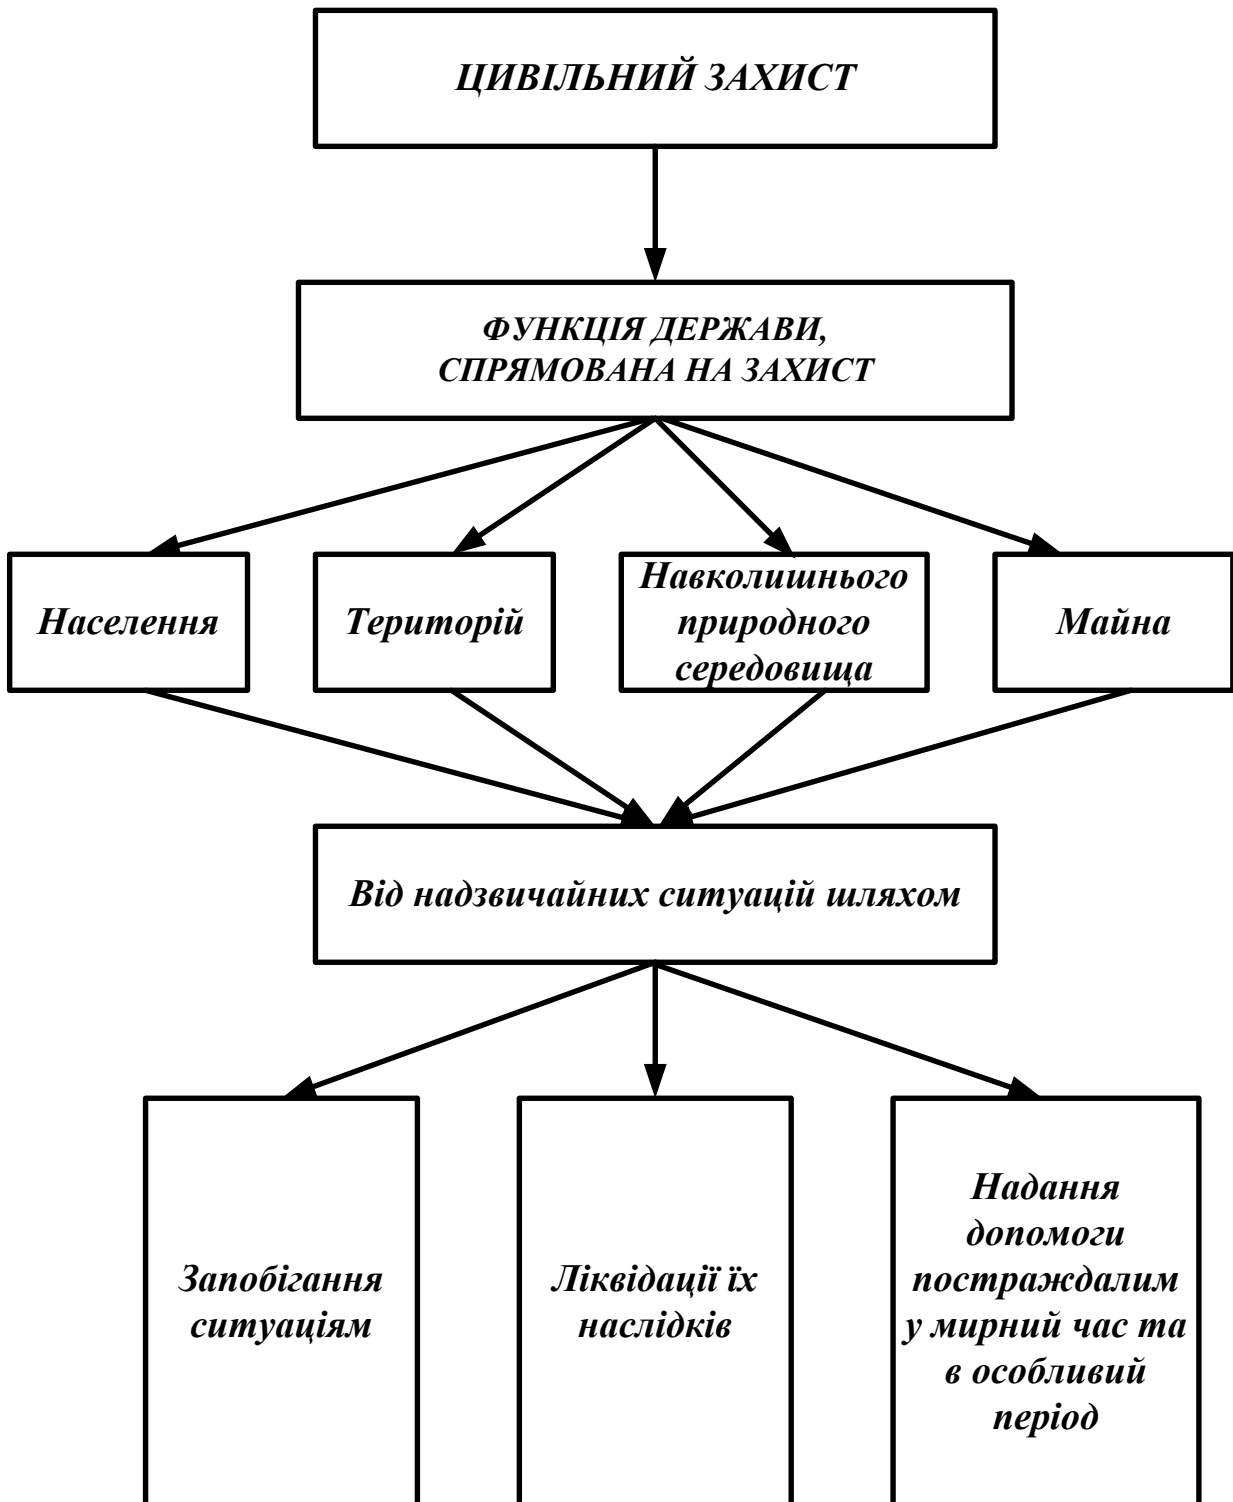 ЦИВІЛЬНИЙ ЗАХИСТ
ФУНКЦІЯ ДЕРЖАВИ,
СПРЯМОВАНА НА ЗАХИСТ
Населення
Територій
Навколишнього
природного
середовища
Майна
Від надзвичайних ситуацій шляхом
Запобігання
ситуаціям
Ліквідації їх
наслідків
Надання
допомоги
постраждалим
у мирний час та
в особливий
період